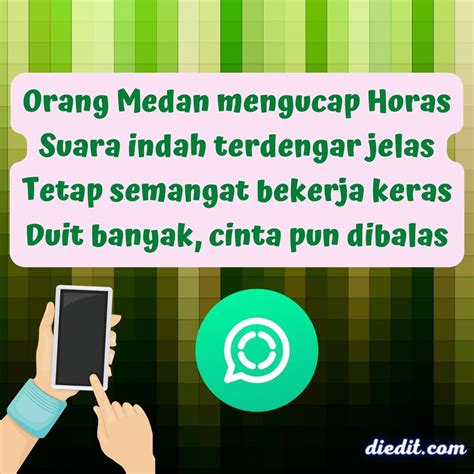 Orang Medan mengucap Horas
Suara indah terdengar jelas
Tetap semangat bekerja keras
Duit banyak, cinta pun dibalas
diedit.com